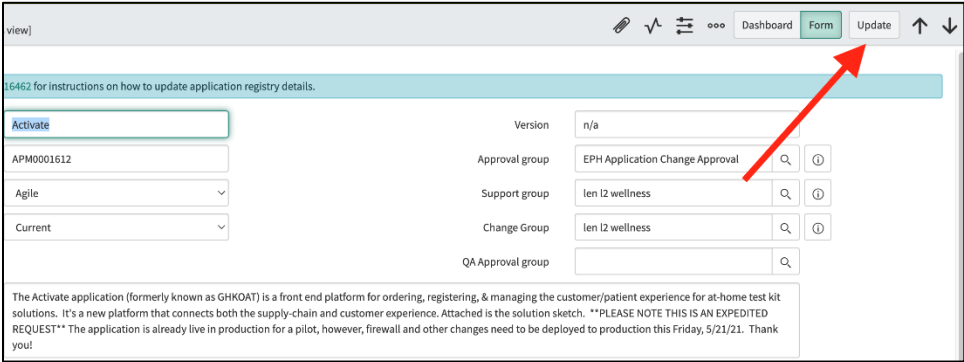 view]
Dashboard
Form
Update
16462 for instructions on how to update application registry details.
Activate
Version
n/a
APM0001612
Approval group
EPH Application Change Approval
Agile
Support group
len l2 wellness
Current
Change Group
len l2 wellness
QA Approval group
The Activate application (formerly known as GHKOAT) is a front end platform for ordering, registering, & managing the customer/patient experience for at-home test kit
solutions. It's a new platform that connects both the supply-chain and customer experience. Attached is the solution sketch. **PLEASE NOTE THIS IS AN EXPEDITED
REQUEST** The application is already live in production for a pilot, however, firewall and other changes need to be deployed to production this Friday, 5/21/21. Thank
you!